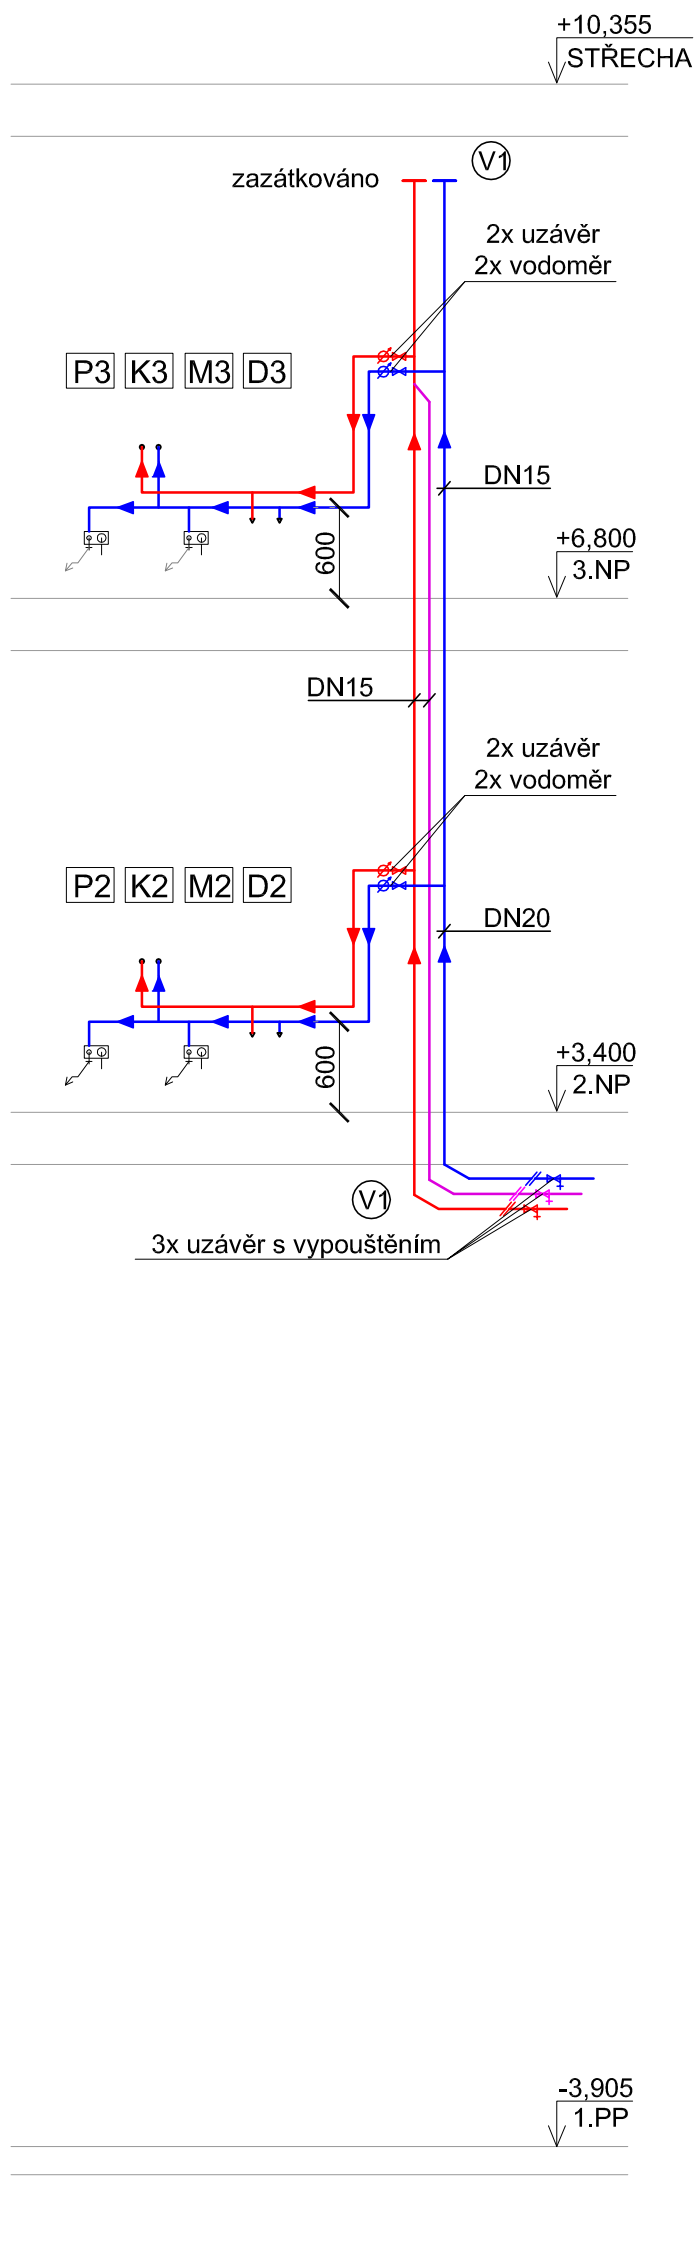 +10,355
STŘECHA
V1
zazátkováno
2x uzávěr
2x vodoměr
P3 K3 M3 D3
DN15
+6,800
3.NP
600
DN15
2x uzávěr
2x vodoměr
P2 K2 M2 D2
DN20
+3,400
2.NP
600
V1
3x uzávěr s vypouštěním
-3,905
1.PP